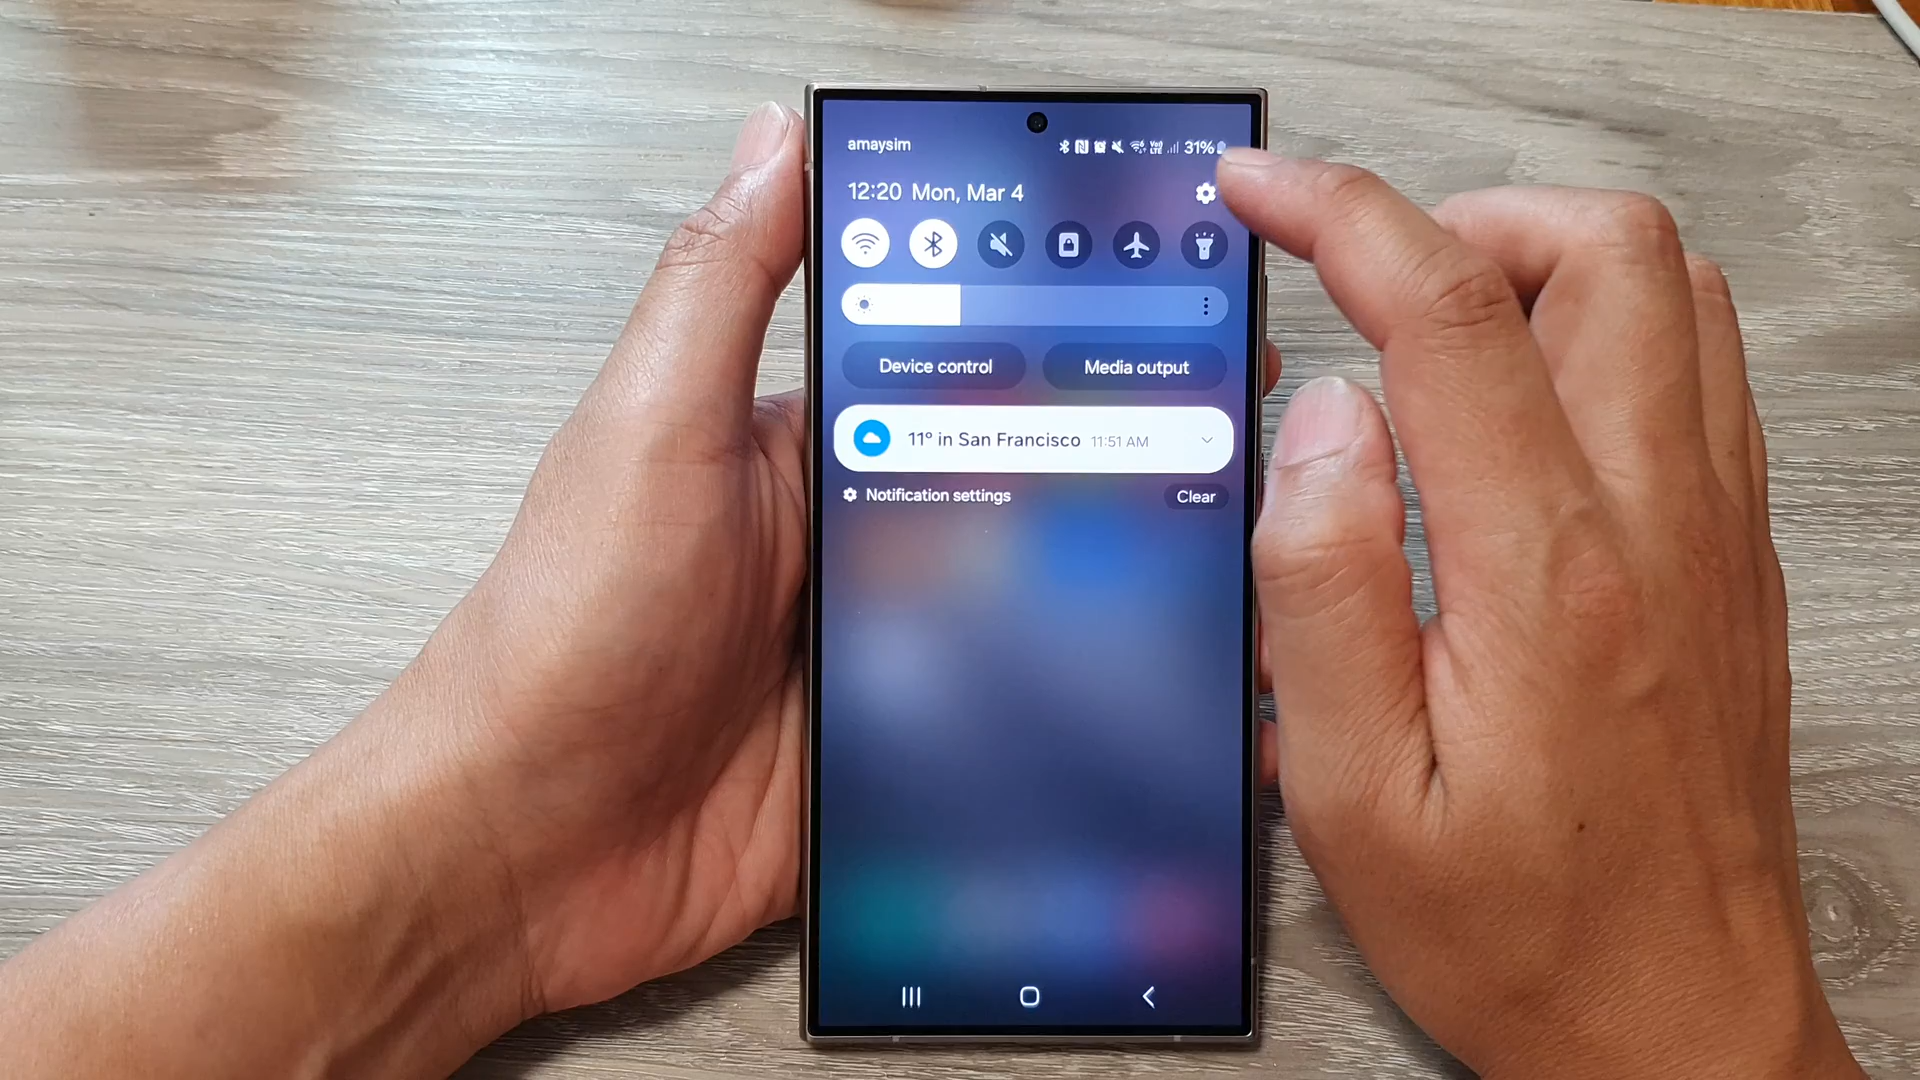 amaysim
31%
12:20 Mon, Mar 4
Device control
Media output
11° in San Francisco 11:51 AM
Notification settings
Clear